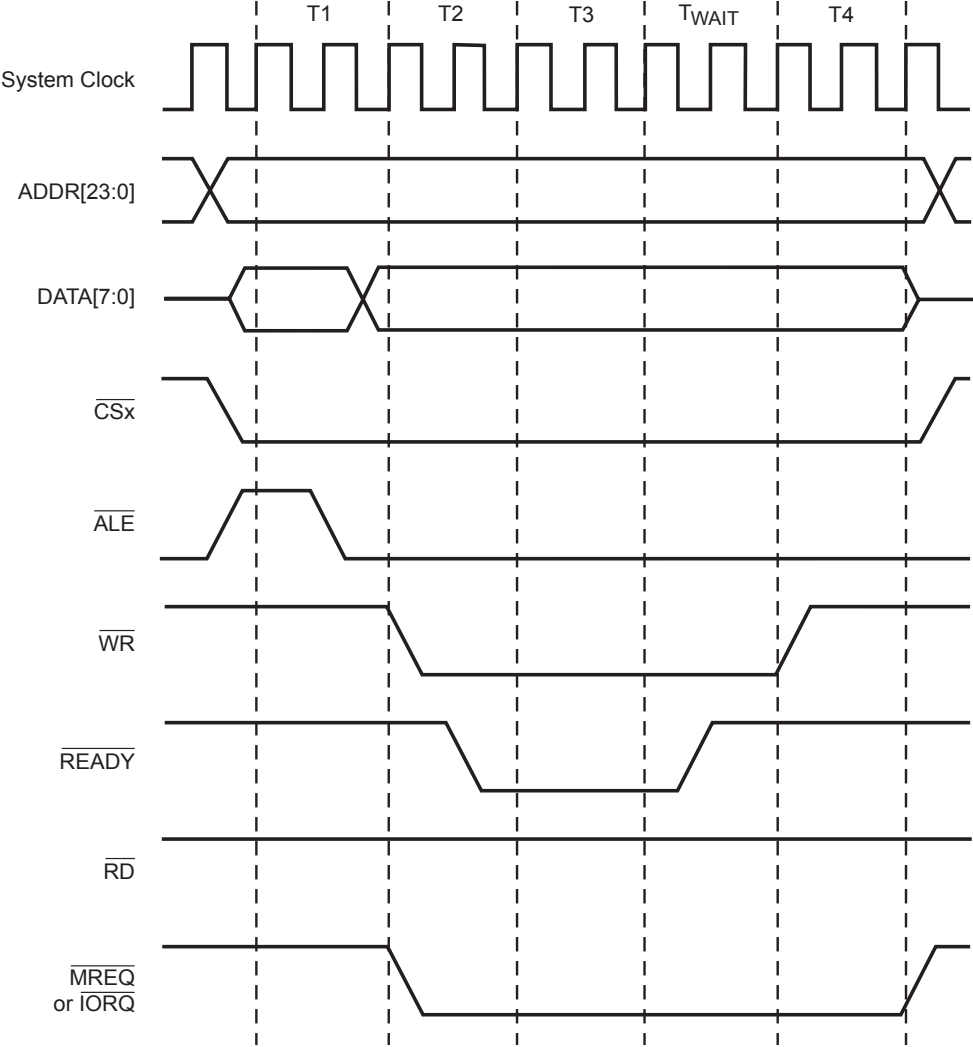 T1 T2 T3 TWAIT T4
System Clock
ADDR[23:0]
DATA[7:0]
CSx
ALE
WR
READY
RD
MREQ
or IORQ